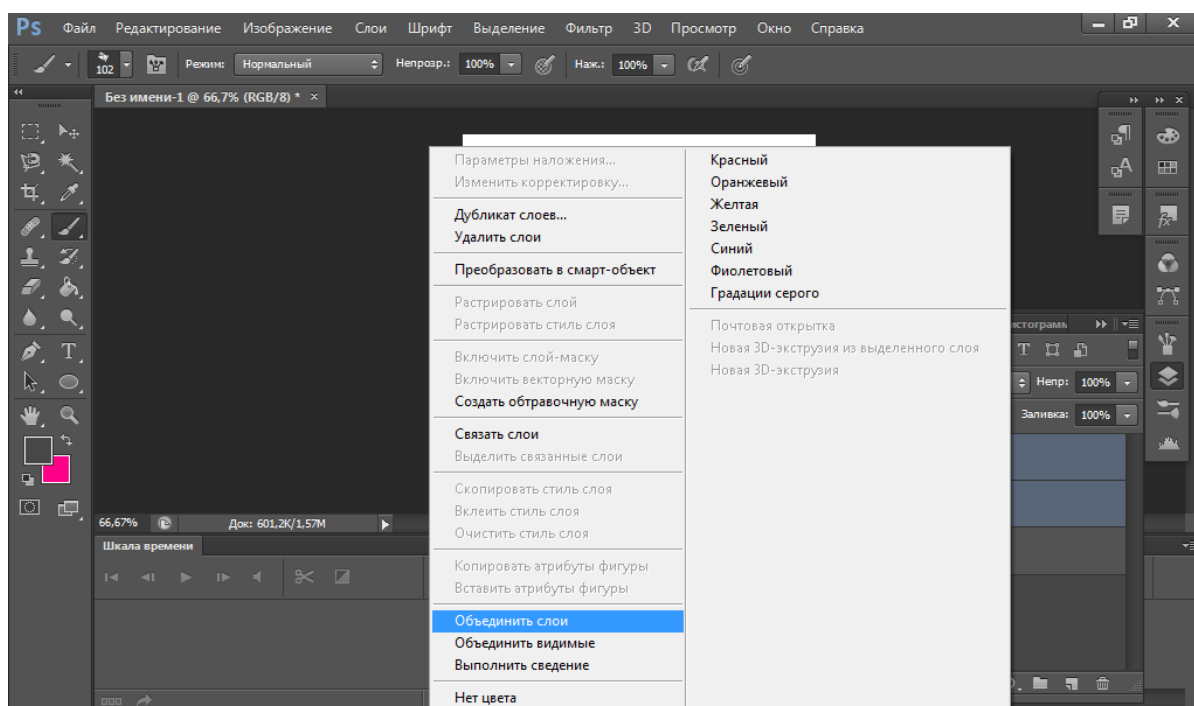 Ps Файл Редактирование Изображение Слои Шрифт Выделение Фильтр 3D Просмотр Окно Справка
102 Режим: Нормальный Непрозр.: 100% Наж.: 100%
Без имени-1 @ 66,7% (RGB/8) * ×
Параметры наложения...
Изменить корректировку...
Дубликат слоев...
Удалить слои
Преобразовать в смарт-объект
Растрировать слой
Растрировать стиль слоя
Включить слой-маску
Включить векторную маску
Создать обтравочную маску
Связать слои
Выделить связанные слои
Скопировать стиль слоя
Вклеить стиль слоя
Очистить стиль слоя
Копировать атрибуты фигуры
Вставить атрибуты фигуры
Объединить слои
Объединить видимые
Выполнить сведение
Нет цвета
Красный
Оранжевый
Желтая
Зеленый
Синий
Фиолетовый
Градации серого
Почтовая открытка
Новая 3D-экструзия из выделенного слоя
Новая 3D-экструзия
истограмм
Непр: 100%
Заливка: 100%
66,67% Док: 601,2K/1,57M
Шкала времени